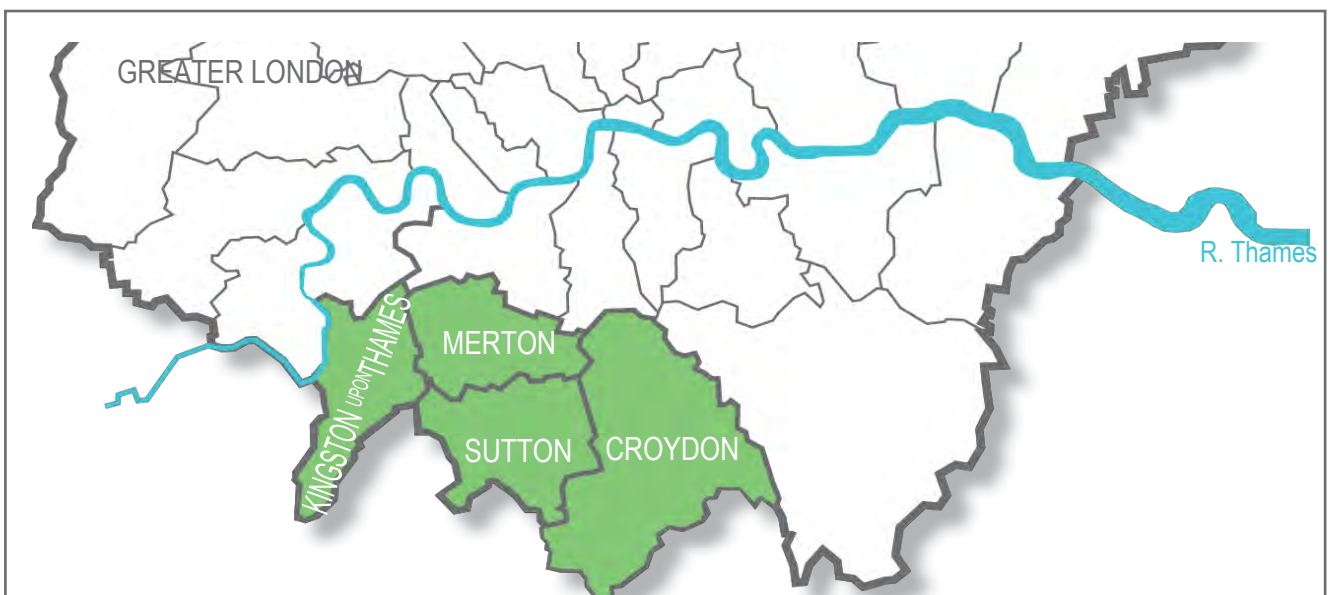 GREATER LONDON
R. Thames
KINGSTON UPON THAMES
MERTON
SUTTON
CROYDON